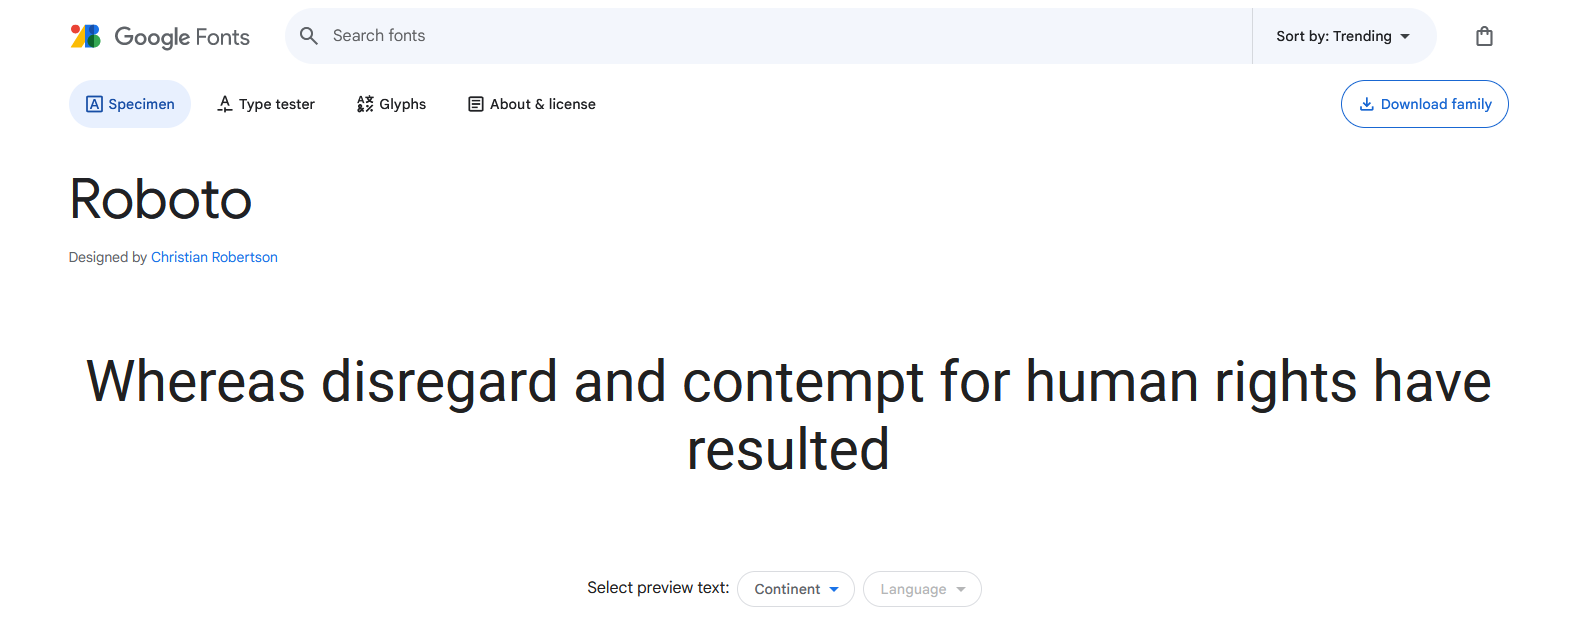 Google Fonts
Search fonts
Sort by: Trending
Specimen
Type tester
Glyphs
About & license
Download family
Roboto
Designed by Christian Robertson
Whereas disregard and contempt for human rights have
resulted
Select preview text:
Continent
Language